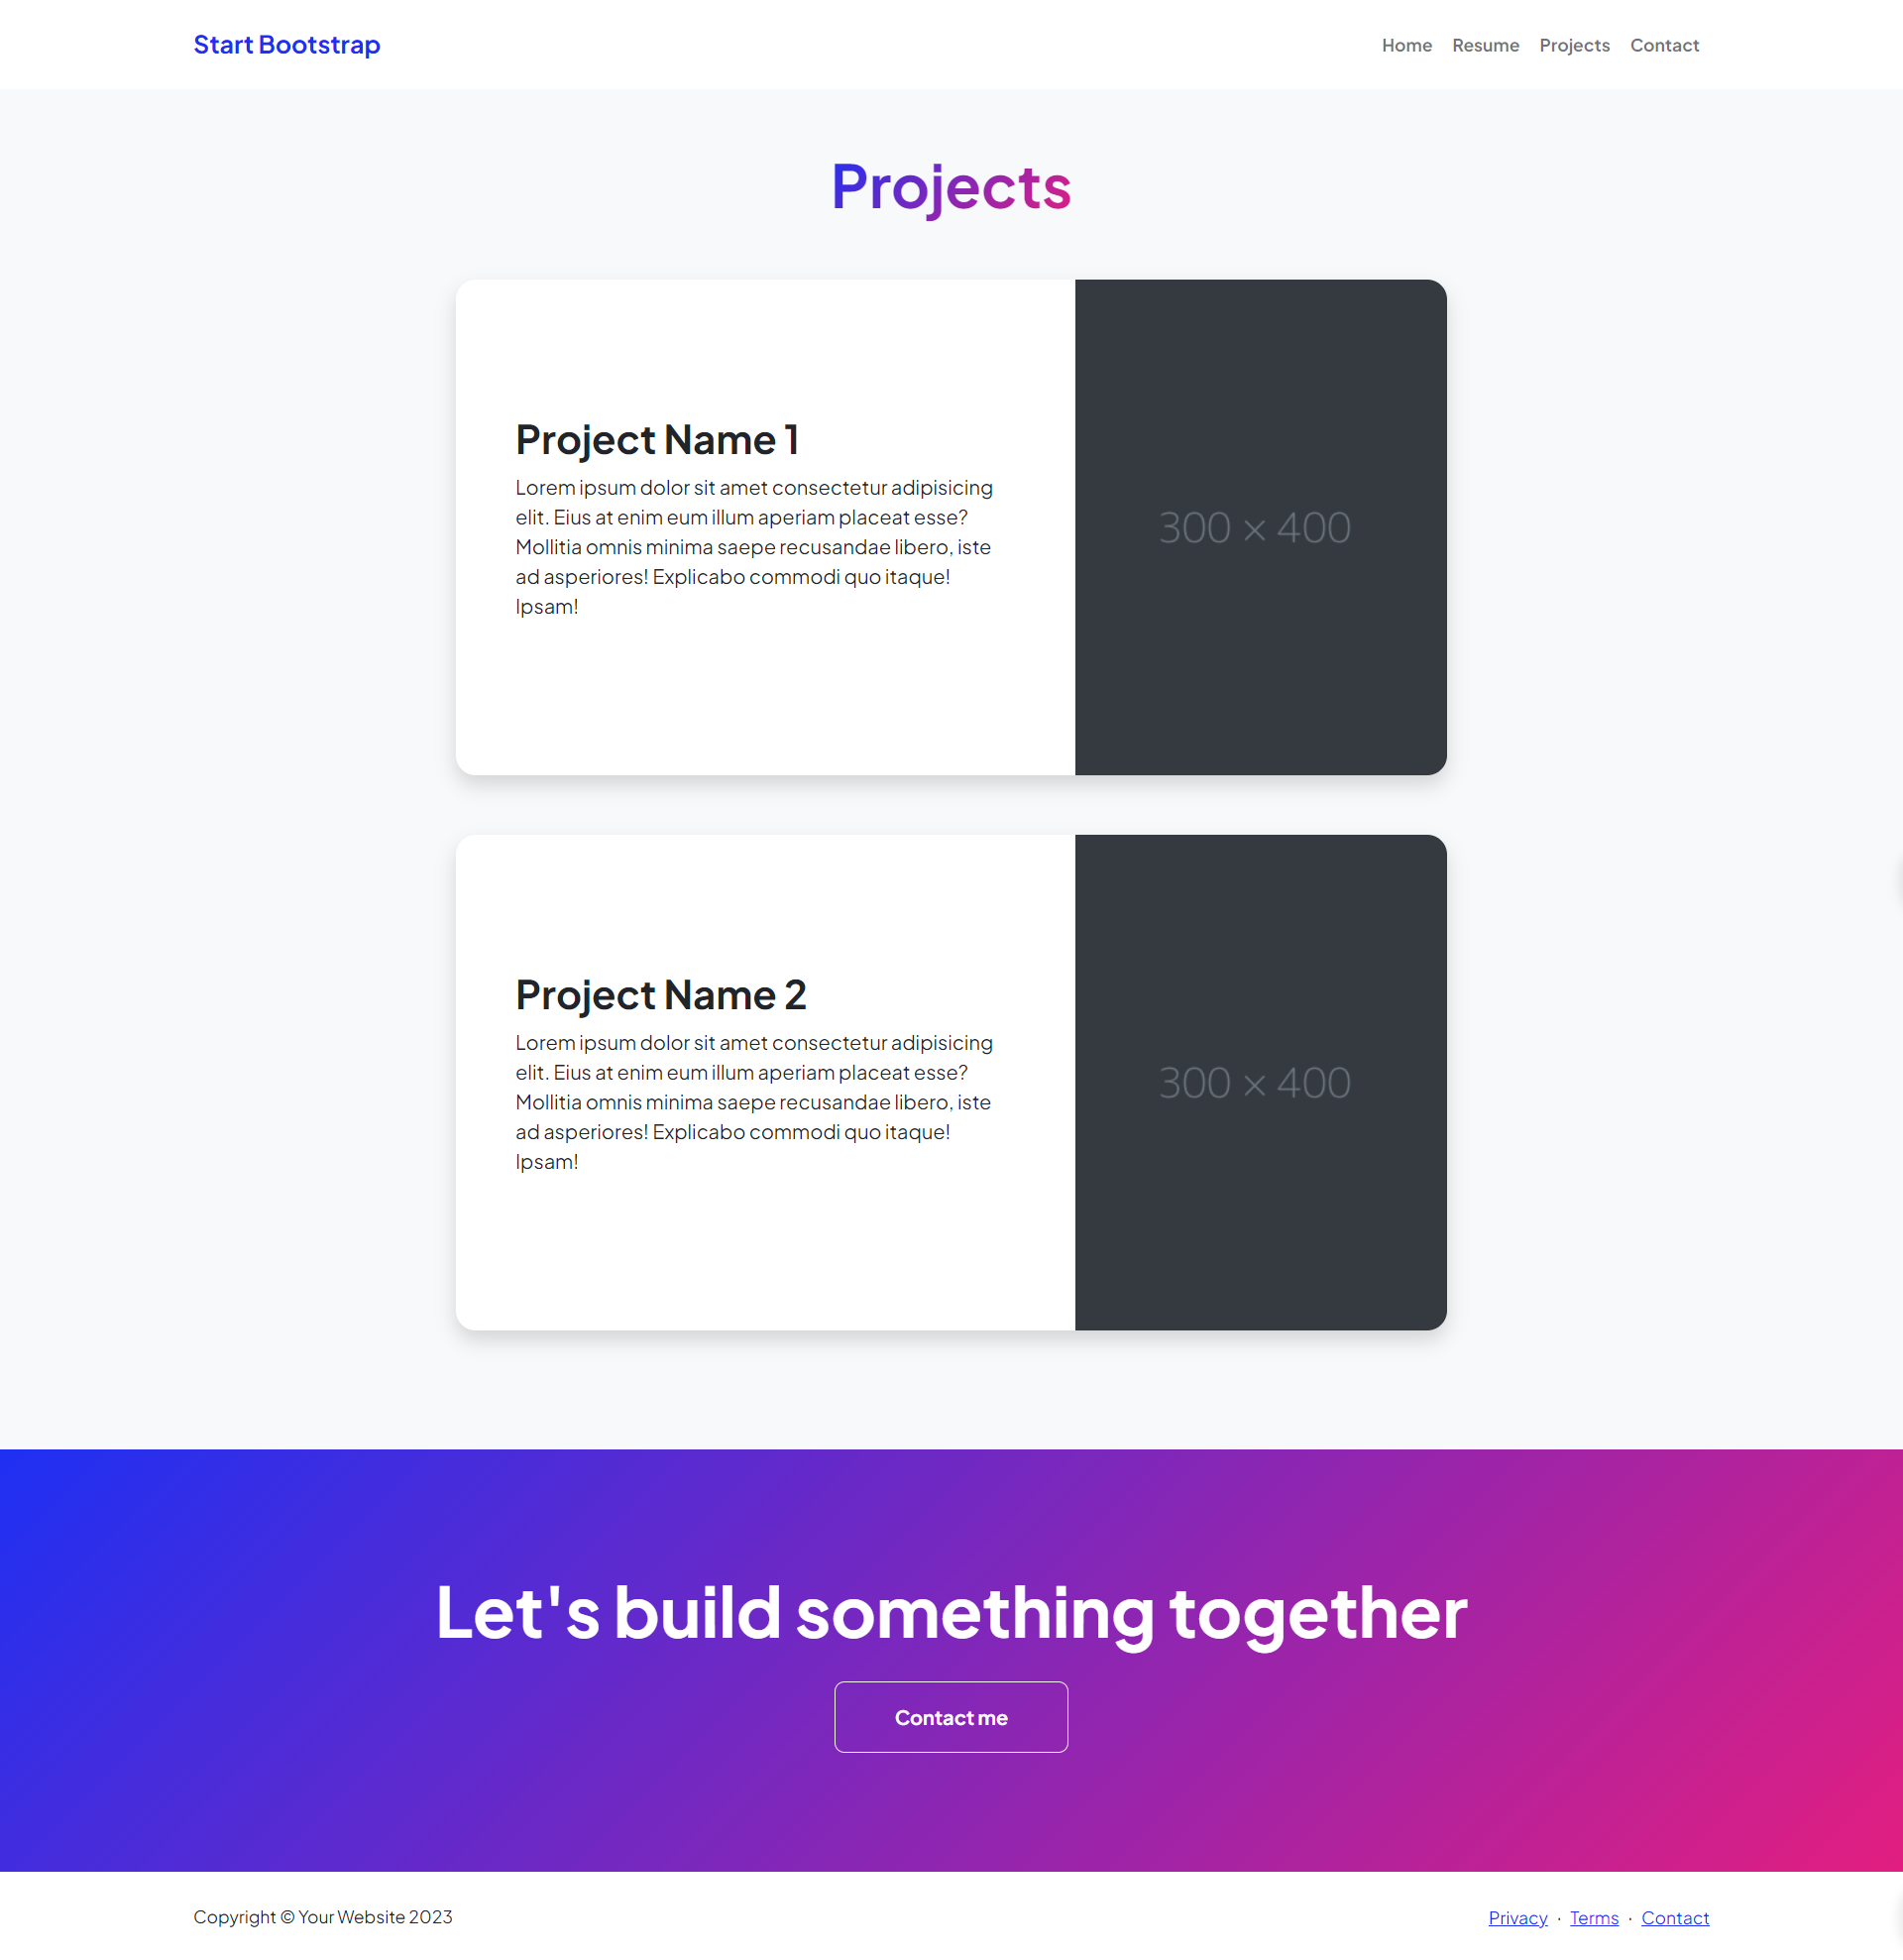 Start Bootstrap
Home Resume Projects Contact
Projects
Project Name 1
Lorem ipsum dolor sit amet consectetur adipisicing
elit. Eius at enim eum illum aperiam placeat esse?
Mollitia omnis minima saepe recusandae libero, iste
ad asperiores! Explicabo commodi quo itaque!
Ipsam!
300 × 400
Project Name 2
Lorem ipsum dolor sit amet consectetur adipisicing
elit. Eius at enim eum illum aperiam placeat esse?
Mollitia omnis minima saepe recusandae libero, iste
ad asperiores! Explicabo commodi quo itaque!
Ipsam!
300 × 400
Let's build something together
Contact me
Copyright © Your Website 2023
Privacy · Terms · Contact